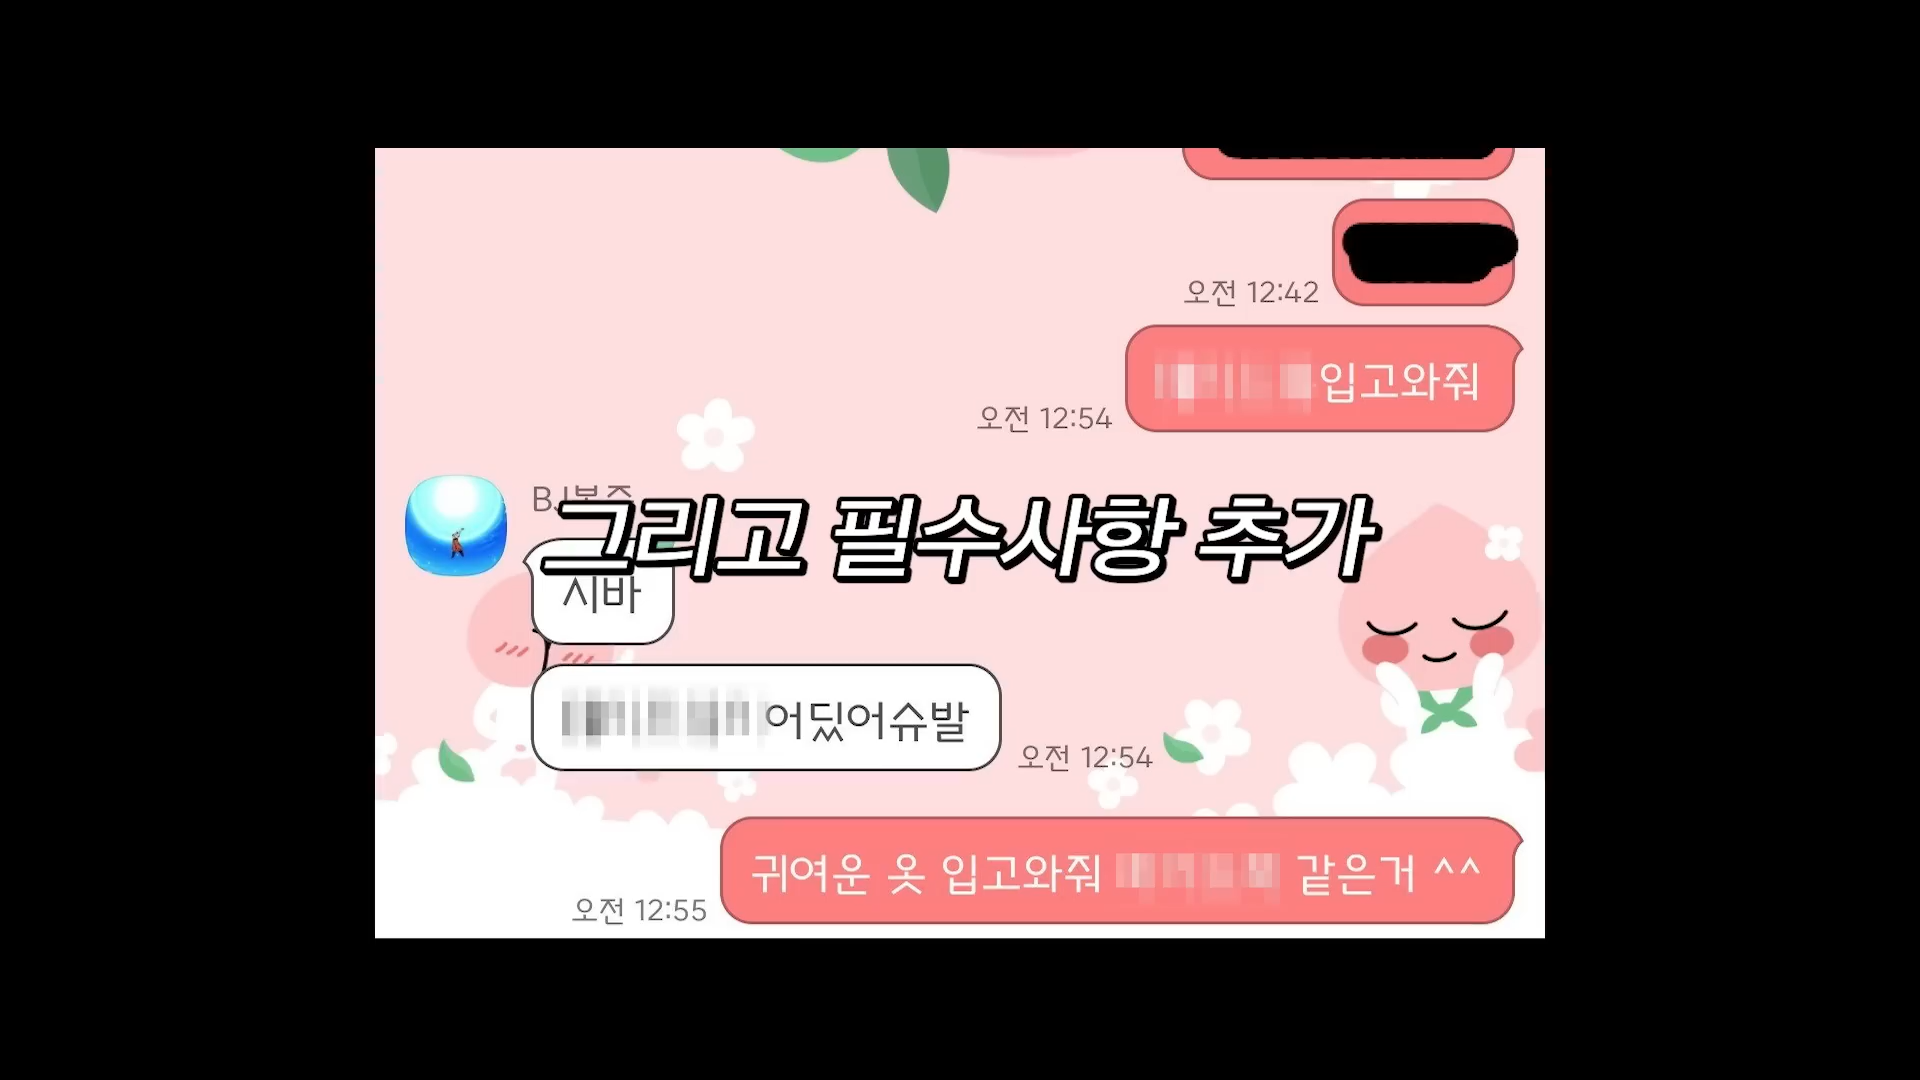 오전 12:42
입고와줘
오전 12:54
그리고 필수사항 추가
시바
어딨어슈발
오전 12:54
귀여운 옷 입고와줘 같은거 ^^
오전 12:55